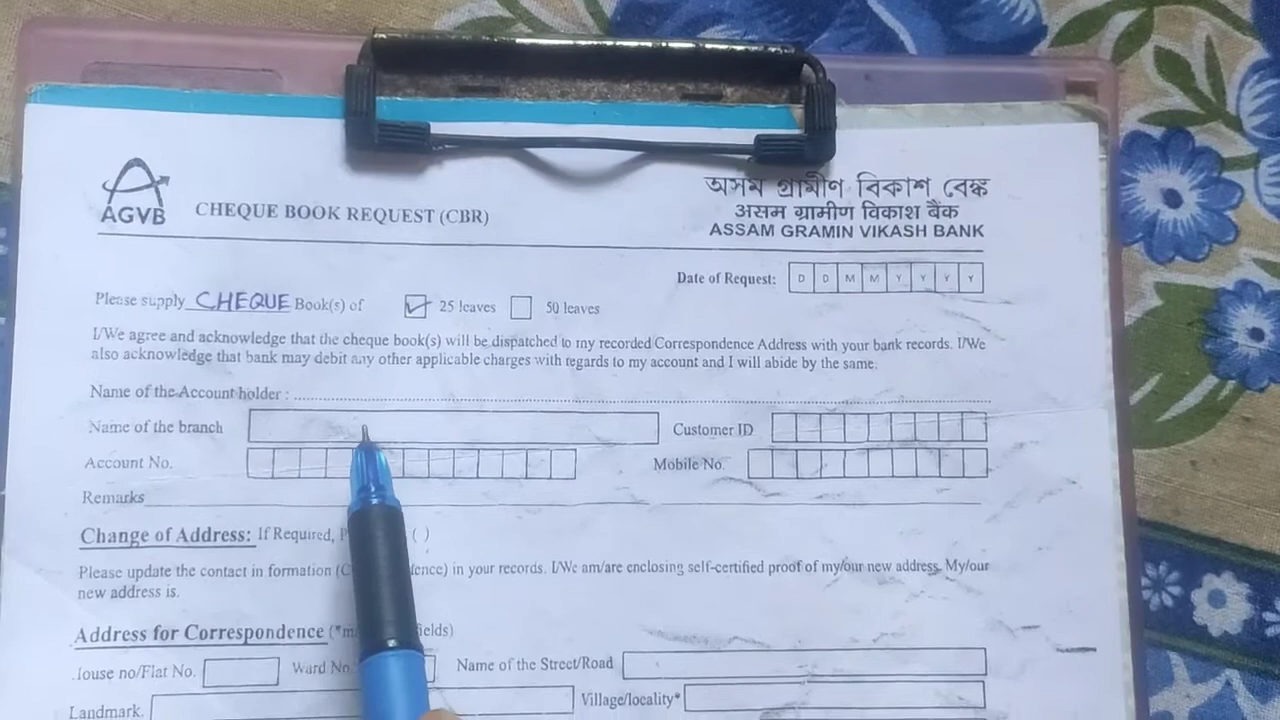 AGVB
CHEQUE BOOK REQUEST (CBR)
অসম গ্রামীণ বিকাশ বেংক
असम ग्रामीण विकाश बैंक
ASSAM GRAMIN VIKASH BANK
Date of Request: D D M M Y Y Y Y
Please supply CHEQUE Book(s) of 25 leaves 50 leaves
I/We agree and acknowledge that the cheque book(s) will be dispatched to my recorded Correspondence Address with your bank records. I/We
also acknowledge that bank may debit any other applicable charges with regards to my account and I will abide by the same.
Name of the Account holder :
Name of the branch Customer ID
Account No. Mobile No.
Remarks
Change of Address: If Required, ( )
Please update the contact in formation ( ) in your records. I/We am/are enclosing self-certified proof of my/our new address. My/our
new address is.
Address for Correspondence
House no/Flat No. Ward No Name of the Street/Road
Landmark. Village/locality*